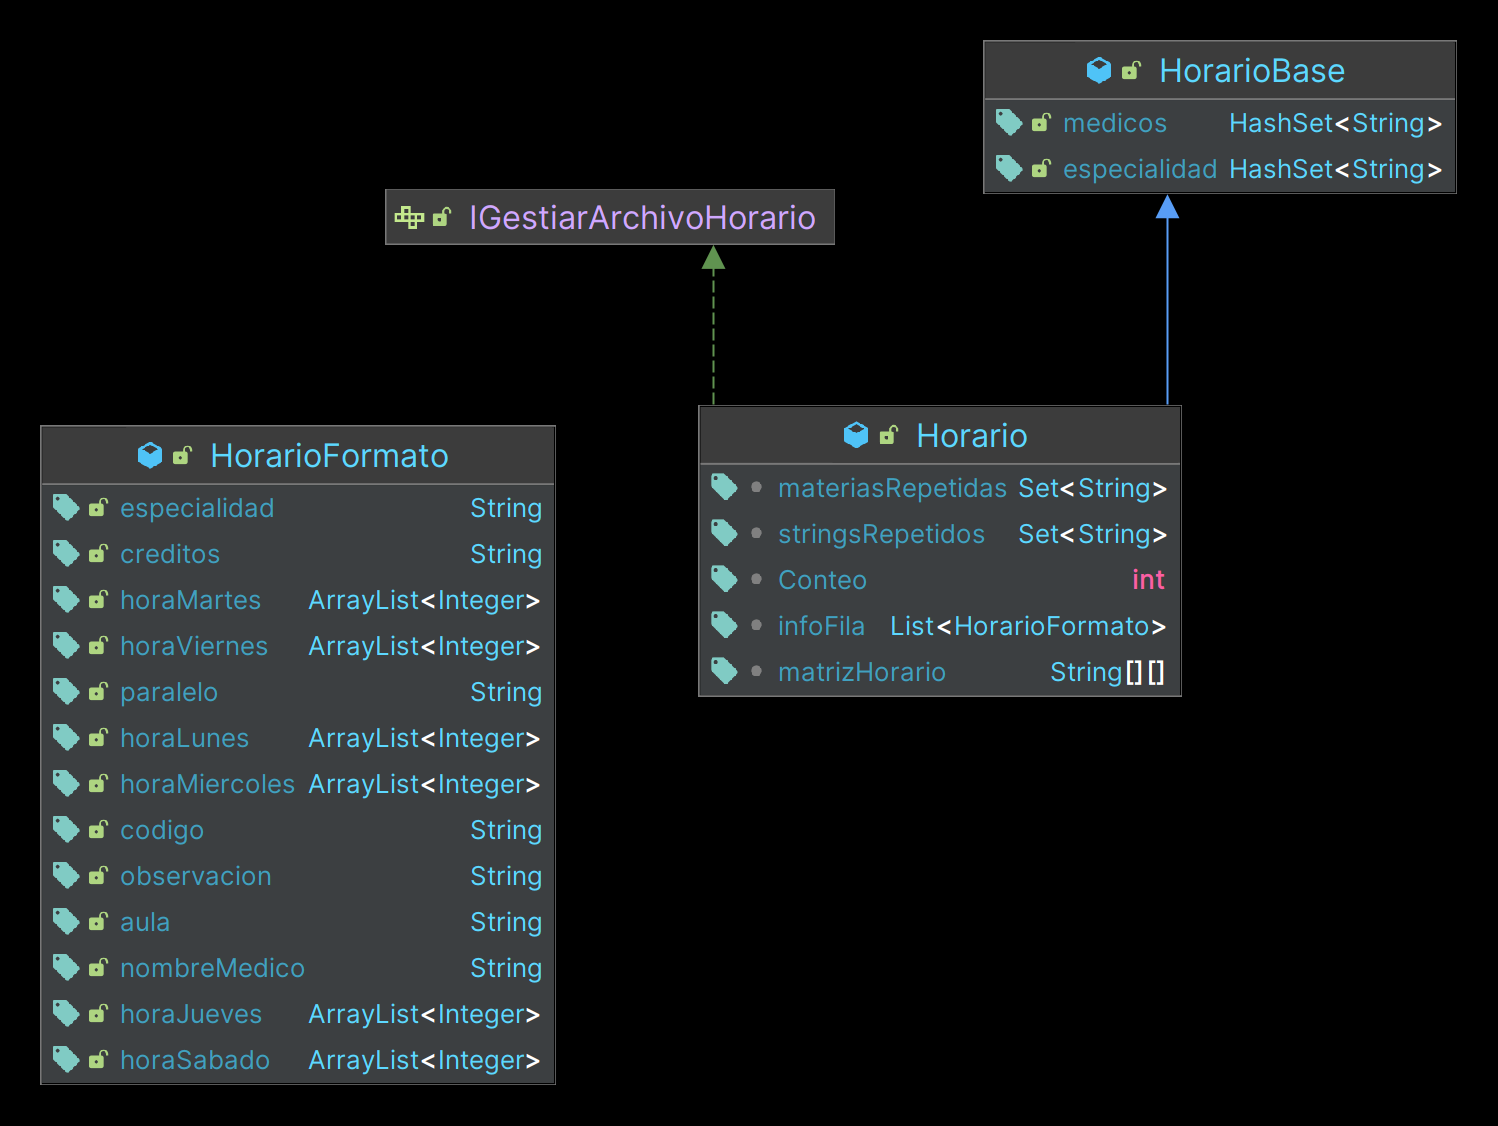 HorarioBase
medicos HashSet<String>
especialidad HashSet<String>
IGestiarArchivoHorario
Horario
materiasRepetidas Set<String>
stringsRepetidos Set<String>
Conteo int
infoFila List<HorarioFormato>
matrizHorario String[][]
HorarioFormato
especialidad String
creditos String
horaMartes ArrayList<Integer>
horaViernes ArrayList<Integer>
paralelo String
horaLunes ArrayList<Integer>
horaMiercoles ArrayList<Integer>
codigo String
observacion String
aula String
nombreMedico String
horaJueves ArrayList<Integer>
horaSabado ArrayList<Integer>